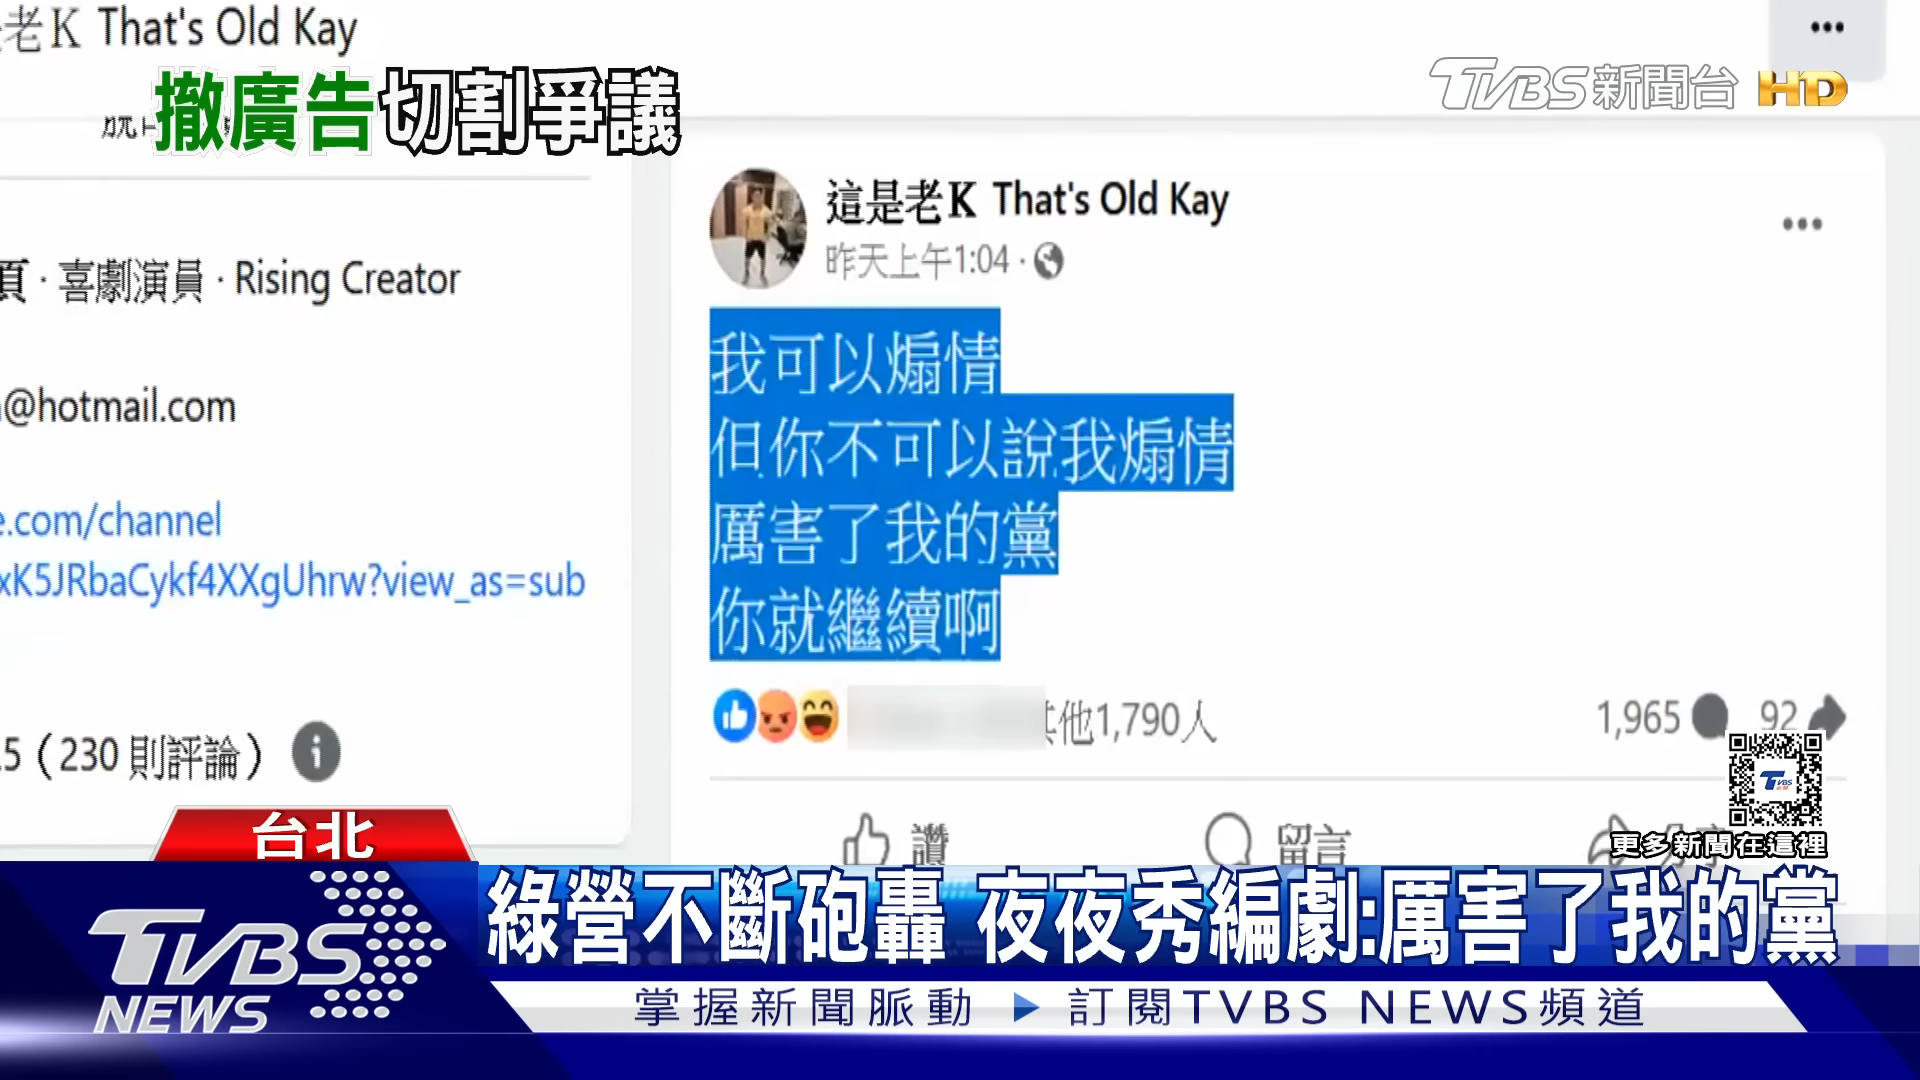 老K That's Old Kay
撤廣告切割爭議
TVBS新聞台 HD
這是老K That's Old Kay
昨天上午1:04
頁 · 喜劇演員 · Rising Creator
@hotmail.com
e.com/channel
xK5JRbaCykf4XXgUhrw?view_as=sub
5（230 則評論）
我可以煽情
但你不可以說我煽情
厲害了我的黨
你就繼續啊
其他1,790人
1,965
92
讚
留言
分享
更多新聞在這裡
台北
綠營不斷砲轟 夜夜秀編劇:厲害了我的黨
TVBS NEWS
掌握新聞脈動 ▶ 訂閱TVBS NEWS頻道